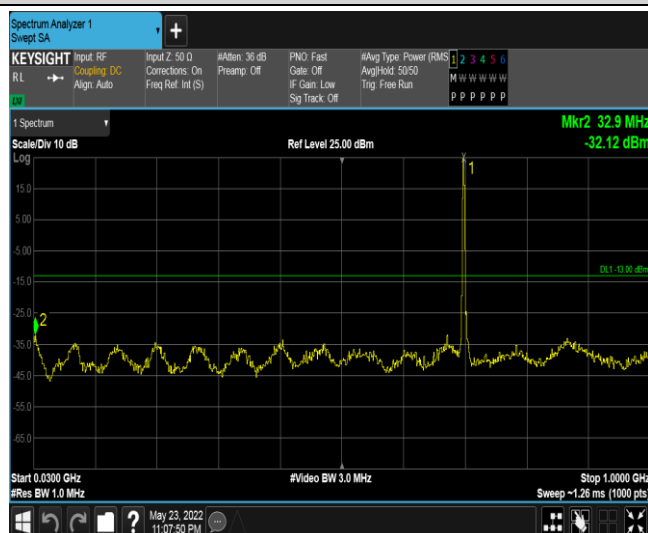 Spectrum Analyzer 1
Swept SA
+
KEYSIGHT
RL
LXI
Input: RF
Coupling: DC
Align: Auto
Input Z: 50 Ω
Corrections: On
Freq Ref: Int (S)
#Atten: 36 dB
Preamp: Off
PNO: Fast
Gate: Off
IF Gain: Low
Sig Track: Off
#Avg Type: Power (RMS
Avg|Hold: 50/50
Trig: Free Run
1 2 3 4 5 6
M W W W W W
P P P P P P
1 Spectrum
Mkr2 32.9 MHz
Scale/Div 10 dB
Ref Level 25.00 dBm
-32.12 dBm
Log
1
15.0
5.00
-5.00
DL1 -13.00 dBm
-15.0
-25.0
2
-35.0
-45.0
-55.0
-65.0
Start 0.0300 GHz
#Video BW 3.0 MHz
Stop 1.0000 GHz
#Res BW 1.0 MHz
Sweep ~1.26 ms (1000 pts)
?
May 23, 2022
11:07:50 PM